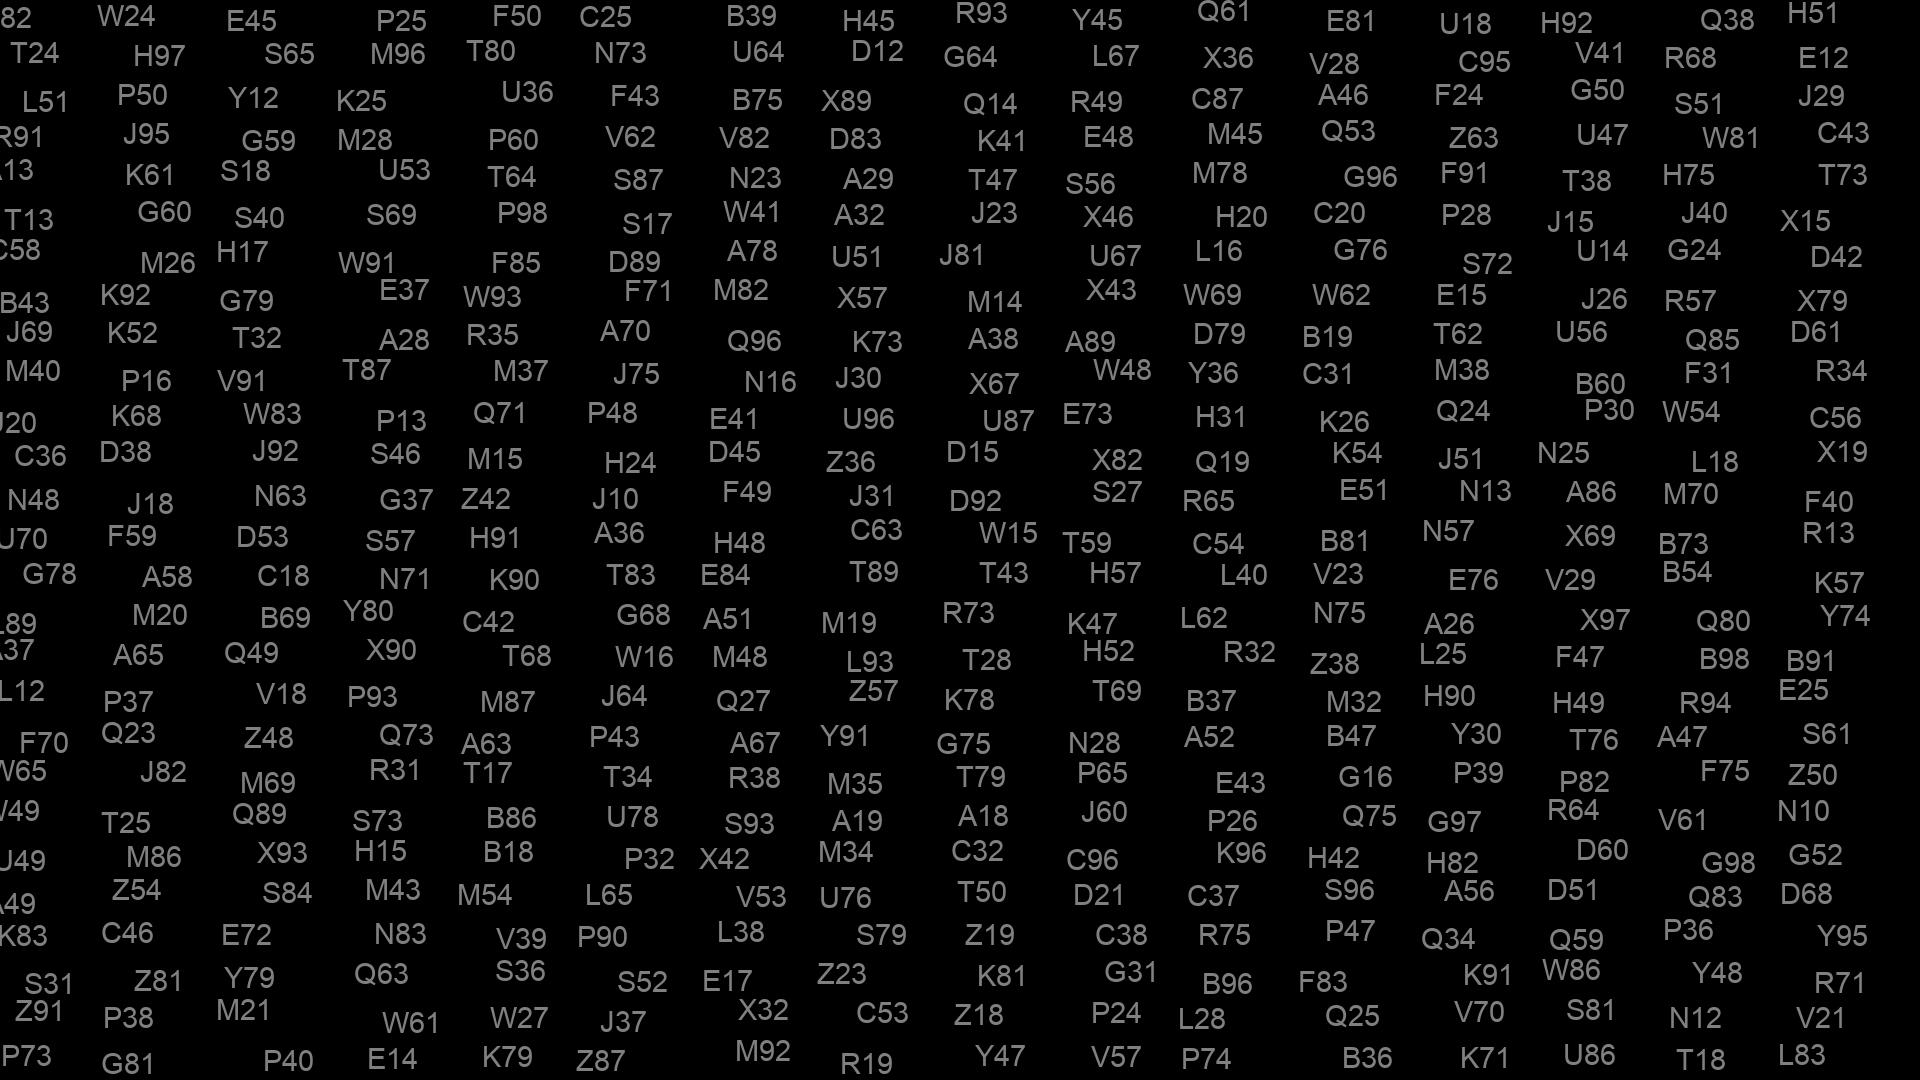 82 W24 E45 P25 F50 C25 B39 H45 R93 Y45 Q61 E81 U18 H92 Q38 H51
T24 H97 S65 M96 T80 N73 U64 D12 G64 L67 X36 V28 C95 V41 R68 E12
L51 P50 Y12 K25 U36 F43 B75 X89 Q14 R49 C87 A46 F24 G50 S51 J29
R91 J95 G59 M28 P60 V62 V82 D83 K41 E48 M45 Q53 Z63 U47 W81 C43
13 K61 S18 U53 T64 S87 N23 A29 T47 S56 M78 G96 F91 T38 H75 T73
T13 G60 S40 S69 P98 S17 W41 A32 J23 X46 H20 C20 P28 J15 J40 X15
C58 M26 H17 W91 F85 D89 A78 U51 J81 U67 L16 G76 S72 U14 G24 D42
B43 K92 G79 E37 W93 F71 M82 X57 M14 X43 W69 W62 E15 J26 R57 X79
J69 K52 T32 A28 R35 A70 Q96 K73 A38 A89 D79 B19 T62 U56 Q85 D61
M40 P16 V91 T87 M37 J75 N16 J30 X67 W48 Y36 C31 M38 B60 F31 R34
J20 K68 W83 P13 Q71 P48 E41 U96 U87 E73 H31 K26 Q24 P30 W54 C56
C36 D38 J92 S46 M15 H24 D45 Z36 D15 X82 Q19 K54 J51 N25 L18 X19
N48 J18 N63 G37 Z42 J10 F49 J31 D92 S27 R65 E51 N13 A86 M70 F40
U70 F59 D53 S57 H91 A36 H48 C63 W15 T59 C54 B81 N57 X69 B73 R13
G78 A58 C18 N71 K90 T83 E84 T89 T43 H57 L40 V23 E76 V29 B54 K57
L89 M20 B69 Y80 C42 G68 A51 M19 R73 K47 L62 N75 A26 X97 Q80 Y74
A37 A65 Q49 X90 T68 W16 M48 L93 T28 H52 R32 Z38 L25 F47 B98 B91
L12 P37 V18 P93 M87 J64 Q27 Z57 K78 T69 B37 M32 H90 H49 R94 E25
F70 Q23 Z48 Q73 A63 P43 A67 Y91 G75 N28 A52 B47 Y30 T76 A47 S61
W65 J82 M69 R31 T17 T34 R38 M35 T79 P65 E43 G16 P39 P82 F75 Z50
49 T25 Q89 S73 B86 U78 S93 A19 A18 J60 P26 Q75 G97 R64 V61 N10
U49 M86 X93 H15 B18 P32 X42 M34 C32 C96 K96 H42 H82 D60 G98 G52
A49 Z54 S84 M43 M54 L65 V53 U76 T50 D21 C37 S96 A56 D51 Q83 D68
K83 C46 E72 N83 V39 P90 L38 S79 Z19 C38 R75 P47 Q34 Q59 P36 Y95
S31 Z81 Y79 Q63 S36 S52 E17 Z23 K81 G31 B96 F83 K91 W86 Y48 R71
Z91 P38 M21 W61 W27 J37 X32 C53 Z18 P24 L28 Q25 V70 S81 N12 V21
P73 G81 P40 E14 K79 Z87 M92 R19 Y47 V57 P74 B36 K71 U86 T18 L83